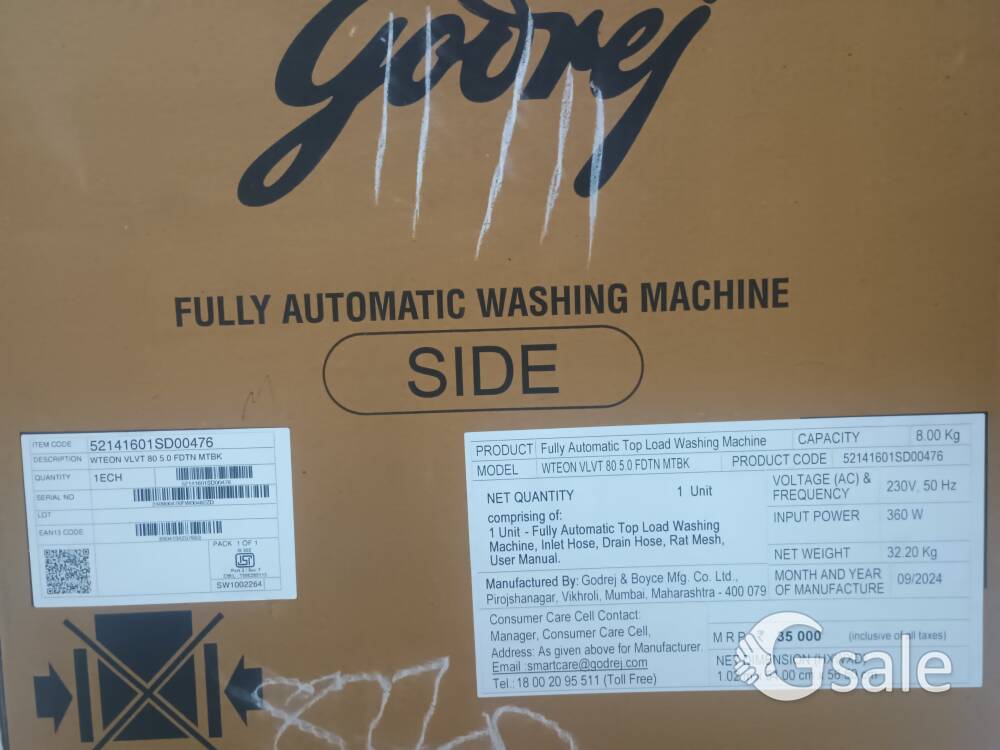 Godrej
FULLY AUTOMATIC WASHING MACHINE
SIDE
ITEM CODE 52141601SD00476
DESCRIPTION WTEON VLVT 80 5.0 FDTN MTBK
QUANTITY 1ECH
52141601SD00476
SERIAL NO
LOT
EAN13 CODE
PACK 1 OF 1
SW1002264
PRODUCT Fully Automatic Top Load Washing Machine CAPACITY 8.00 Kg
MODEL WTEON VLVT 80 5.0 FDTN MTBK PRODUCT CODE 52141601SD00476
NET QUANTITY 1 Unit
comprising of:
1 Unit - Fully Automatic Top Load Washing
Machine, Inlet Hose, Drain Hose, Rat Mesh,
User Manual.
VOLTAGE (AC) & FREQUENCY 230V, 50 Hz
INPUT POWER 360 W
NET WEIGHT 32.20 Kg
Manufactured By: Godrej & Boyce Mfg. Co. Ltd.,
Pirojshanagar, Vikhroli, Mumbai, Maharashtra - 400 079
MONTH AND YEAR OF MANUFACTURE 09/2024
Consumer Care Cell Contact:
Manager, Consumer Care Cell,
Address: As given above for Manufacturer.
Email :smartcare@godrej.com
Tel.: 18 00 20 95 511 (Toll Free)
M R P ₹ 35 000 (inclusive of all taxes)
NET DIMENSION (HXWXD)
Gsale